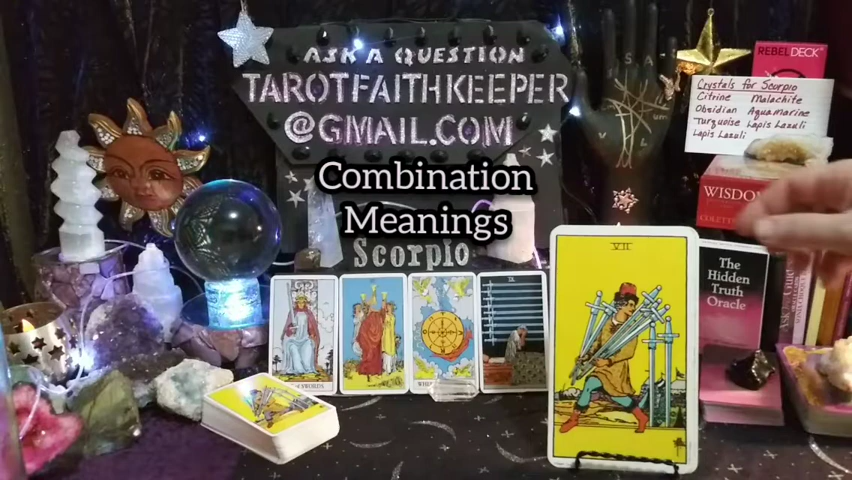 ASK A QUESTION
TAROTFAITHKEEPER
@GMAIL.COM
Combination
Meanings
Scorpio
REBEL DECK
Crystals for Scorpio
Citrine Malachite
Obsidian Aquamarine
Turquoise Lapis Lazuli
Lapis Lazuli
WISDOM
The
Hidden
Truth
Oracle
VII
IX